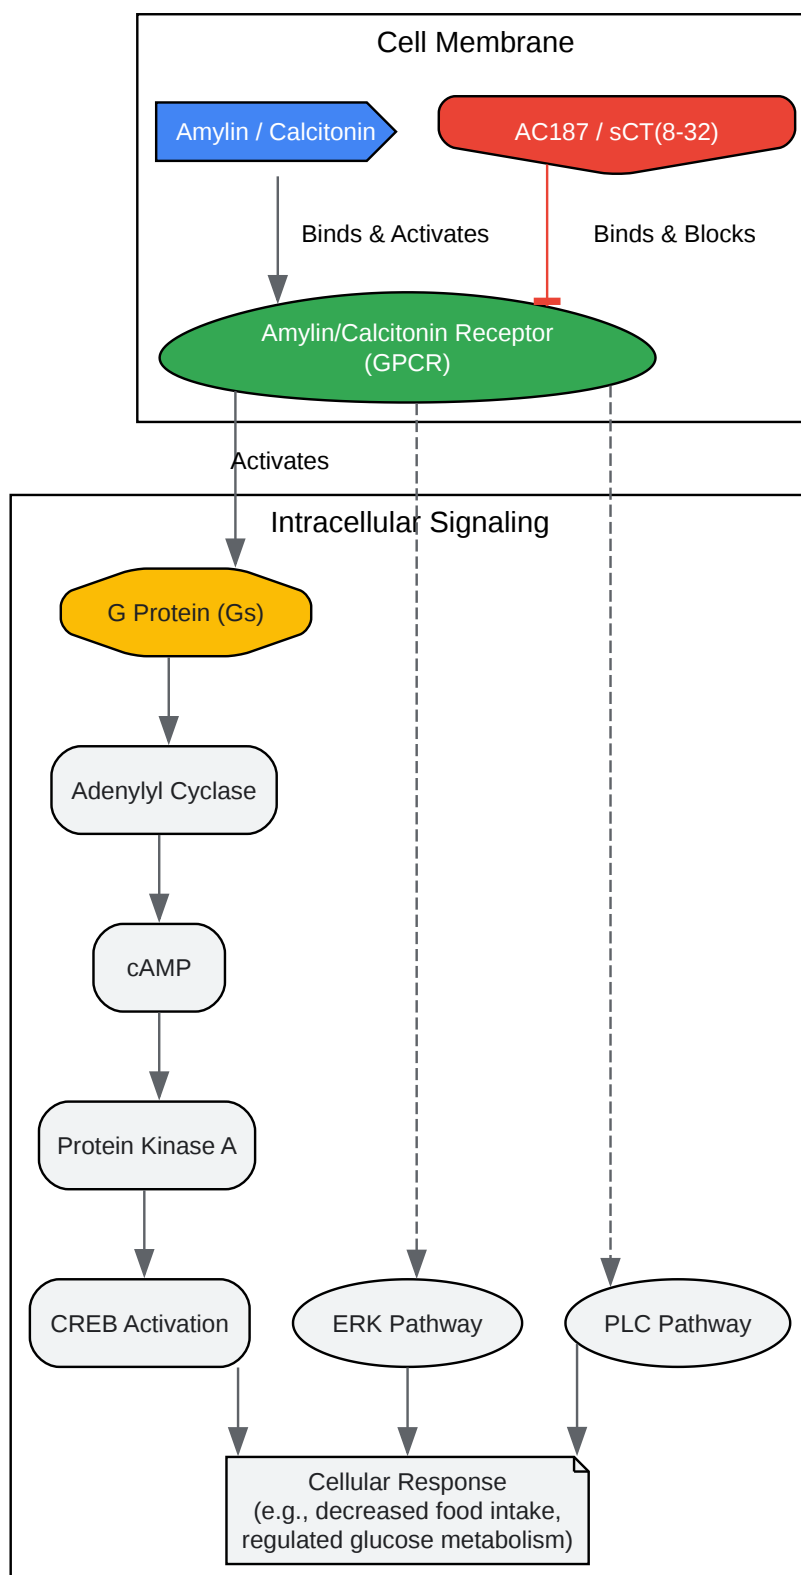 Cell Membrane
Amylin / Calcitonin
AC187 / sCT(8-32)
Binds & Activates
Binds & Blocks
Amylin/Calcitonin Receptor
(GPCR)
Activates
Intracellular Signaling
G Protein (Gs)
Adenylyl Cyclase
cAMP
Protein Kinase A
CREB Activation
ERK Pathway
PLC Pathway
Cellular Response
(e.g., decreased food intake,
regulated glucose metabolism)